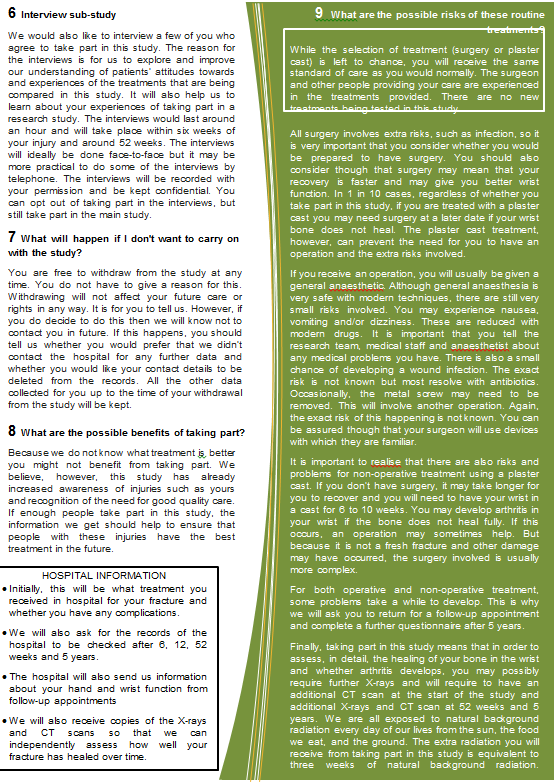 6 Interview sub-study
We would also like to interview a few of you who
agree to take part in this study. The reason for
the interviews is for us to explore and improve
our understanding of patients' attitudes towards
and experiences of the treatments that are being
compared in this study. It will also help us to
learn about your experiences of taking part in a
research study. The interviews would last around
an hour and will take place within six weeks of
your injury and around 52 weeks. The interviews
will ideally be done face-to-face but it may be
more practical to do some of the interviews by
telephone. The interviews will be recorded with
your permission and be kept confidential. You
can opt out of taking part in the interviews, but
still take part in the main study.
7 What will happen if I don't want to carry on
with the study?
You are free to withdraw from the study at any
time. You do not have to give a reason for this.
Withdrawing will not affect your future care or
rights in any way. It is for you to tell us. However, if
you decide to do this then we will know not to
contact you in future. If this happens, you should
tell us whether you would prefer that we didn't
contact the hospital for any further data and
whether you would like your contact details to be
deleted from the records. All the other data
collected for you up to the time of your withdrawal
from the study will be kept.
8 What are the possible benefits of taking part?
Because we do not know what treatment is, better
you might not benefit from taking part. We
believe, however, this study has already
increased awareness of injuries such as yours
and recognition of the need for good quality care.
If enough people take part in this study, the
information we get should help to ensure that
people with these injuries have the best
treatment in the future.
HOSPITAL INFORMATION
• Initially, this will be what treatment you
received in hospital for your fracture and
whether you have any complications.
• We will also ask for the records of the
hospital to be checked after 6, 12, 52
weeks and 5 years.
• The hospital will also send us information
about your hand and wrist function from
follow-up appointments
• We will also receive copies of the X-rays
and CT scans so that we can
independently assess how well your
fracture has healed over time.
9 What are the possible risks of these routine
treatments?
While the selection of treatment (surgery or plaster
cast) is left to chance, you will receive the same
standard of care as you would normally. The surgeon
and other people providing your care are experienced
in the treatments provided. There are no new
treatments being tested in this study.
All surgery involves extra risks, such as infection, so it
is very important that you consider whether you would
be prepared to have surgery. You should also
consider though that surgery may mean that your
recovery is faster and may give you better wrist
function. In 1 in 10 cases, regardless of whether you
take part in this study, if you are treated with a plaster
cast you may need surgery at a later date if your wrist
bone does not heal. The plaster cast treatment,
however, can prevent the need for you to have an
operation and the extra risks involved.
If you receive an operation, you will usually be given a
general anaesthetic. Although general anaesthesia is
very safe with modern techniques, there are still very
small risks involved. You may experience nausea,
vomiting and/or dizziness. These are reduced with
modern drugs. It is important that you tell the
research team, medical staff and anaesthetist about
any medical problems you have. There is also a small
chance of developing a wound infection. The exact
risk is not known but most resolve with antibiotics.
Occasionally, the metal screw may need to be
removed. This will involve another operation. Again,
the exact risk of this happening is not known. You can
be assured though that your surgeon will use devices
with which they are familiar.
It is important to realise that there are also risks and
problems for non-operative treatment using a plaster
cast. If you don't have surgery, it may take longer for
you to recover and you will need to have your wrist in
a cast for 6 to 10 weeks. You may develop arthritis in
your wrist if the bone does not heal fully. If this
occurs, an operation may sometimes help. But
because it is not a fresh fracture and other damage
may have occurred, the surgery involved is usually
more complex.
For both operative and non-operative treatment,
some problems take a while to develop. This is why
we will ask you to return for a follow-up appointment
and complete a further questionnaire after 5 years.
Finally, taking part in this study means that in order to
assess, in detail, the healing of your bone in the wrist
and whether arthritis develops, you may possibly
require further X-rays and will require to have an
additional CT scan at the start of the study and
additional X-rays and CT scan at 52 weeks and 5
years. We are all exposed to natural background
radiation every day of our lives from the sun, the food
we eat, and the ground. The extra radiation you will
receive from taking part in this study is equivalent to
three weeks of natural background radiation.